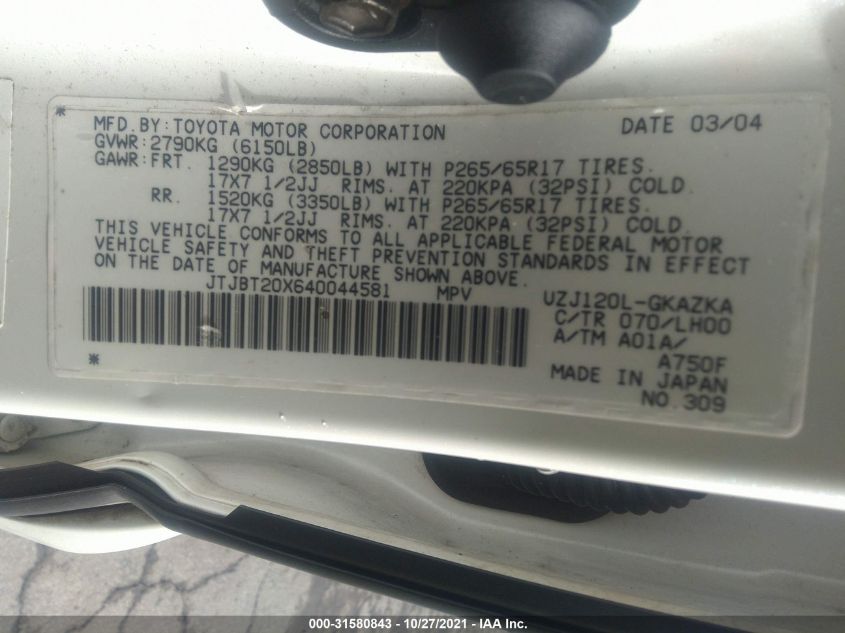 * MFD.BY:TOYOTA MOTOR CORPORATION DATE 03/04
GVWR:2790KG (6150LB)
GAWR:FRT. 1290KG (2850LB) WITH P265/65R17 TIRES.
17X7 1/2JJ RIMS. AT 220KPA (32PSI) COLD.
RR. 1520KG (3350LB) WITH P265/65R17 TIRES.
17X7 1/2JJ RIMS. AT 220KPA (32PSI) COLD.
THIS VEHICLE CONFORMS TO ALL APPLICABLE FEDERAL MOTOR
VEHICLE SAFETY AND THEFT PREVENTION STANDARDS IN EFFECT
ON THE DATE OF MANUFACTURE SHOWN ABOVE.
JTJBT20X640044581 MPV UZJ120L-GKAZKA
C/TR 070/LH00
A/TM A01A/
A750F
* MADE IN JAPAN
NO.309
000-31580843 - 10/27/2021 - IAA Inc.